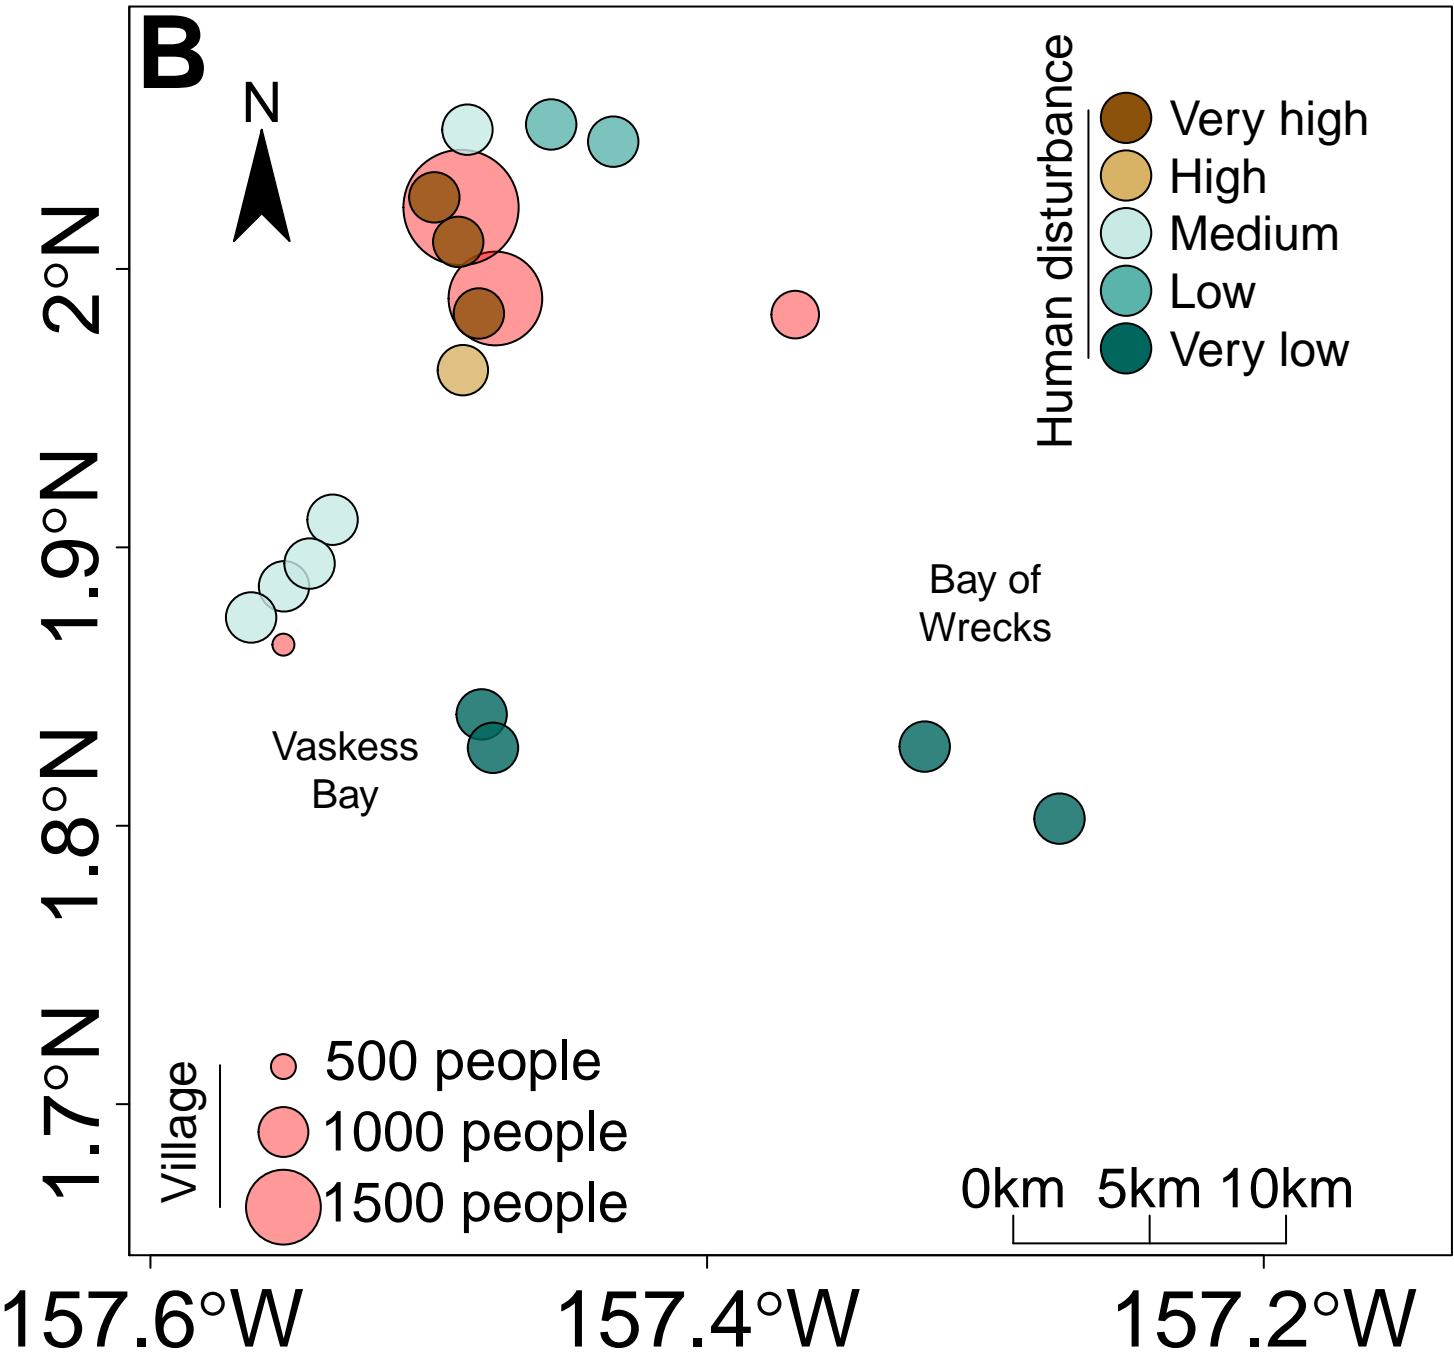 B
N
Human disturbance
Very high
High
Medium
Low
Very low
2°N
1.9°N
1.8°N
1.7°N
Bay of
Wrecks
Vaskess
Bay
Village
500 people
1000 people
1500 people
0km 5km 10km
157.6°W 157.4°W 157.2°W